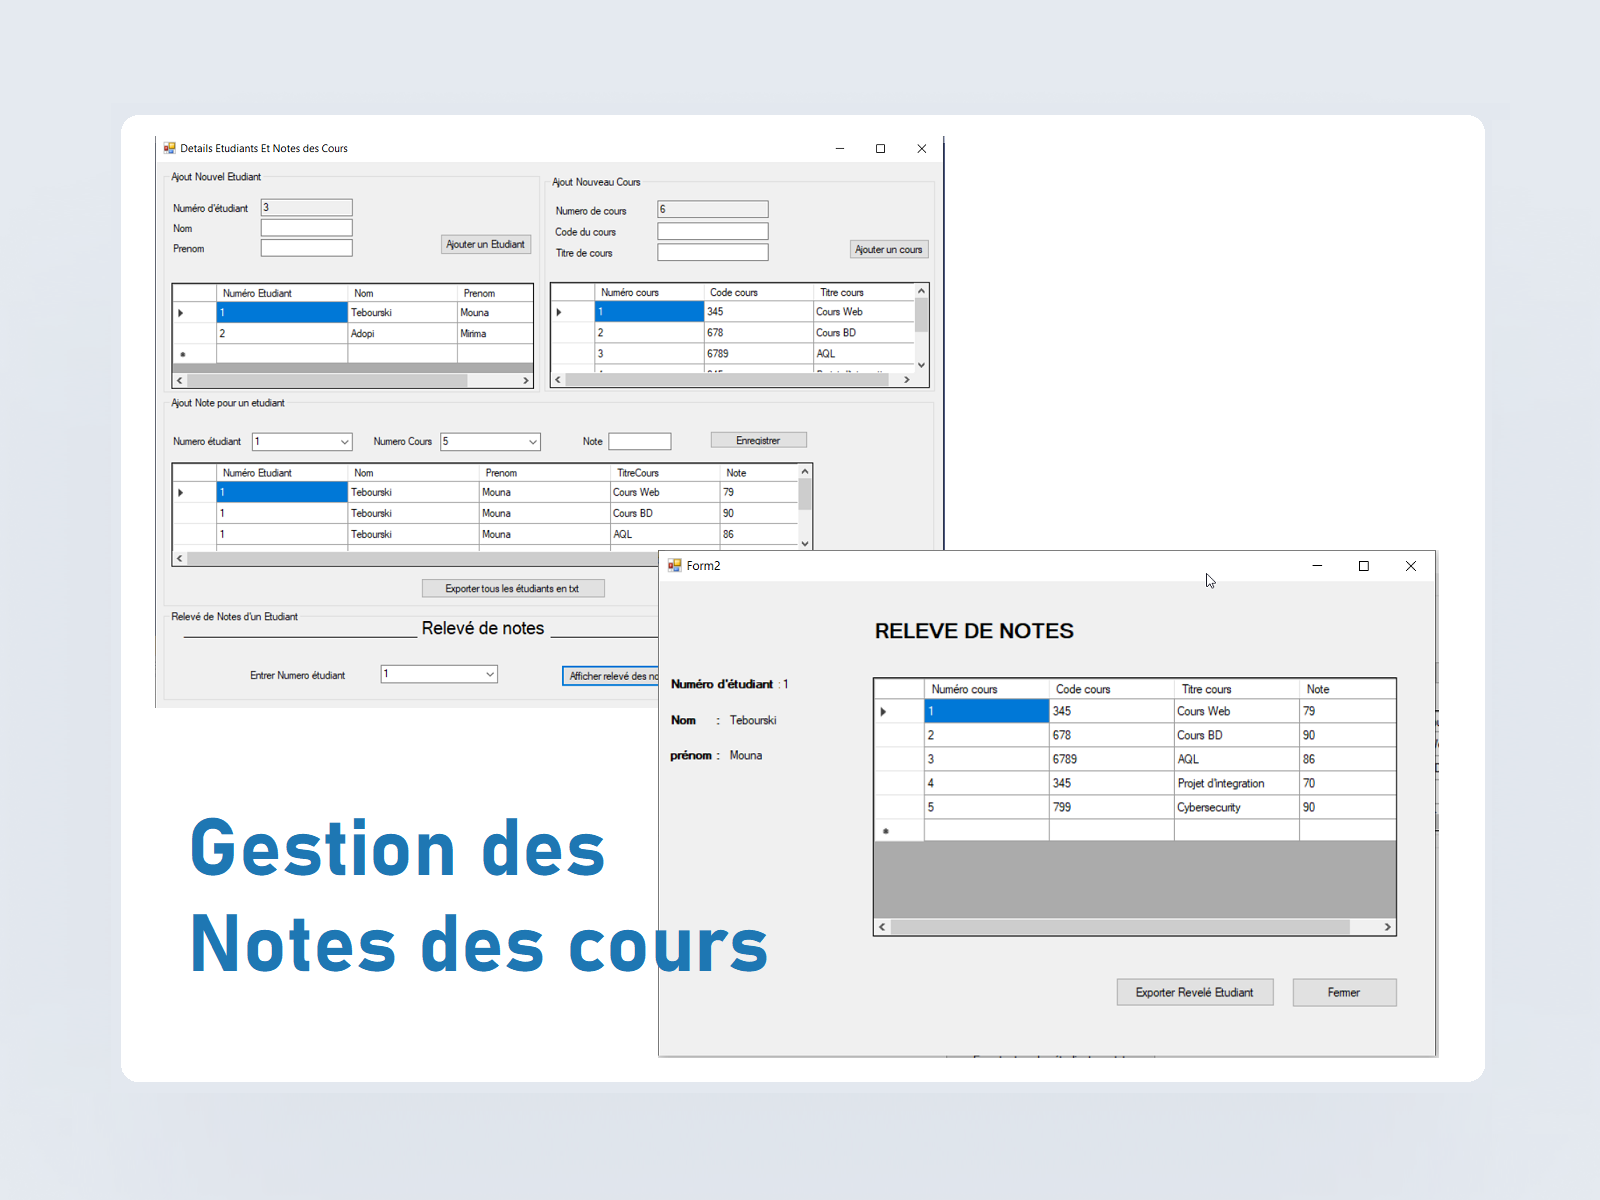 Details Etudiants Et Notes des Cours
Ajout Nouvel Etudiant
Numéro d'étudiant 3
Nom
Prenom
Ajouter un Etudiant
Numéro Etudiant Nom Prenom
1 Tebourski Mouna
2 Adopi Mirima
Ajout Nouveau Cours
Numero de cours 6
Code du cours
Titre de cours
Ajouter un cours
Numéro cours Code cours Titre cours
1 345 Cours Web
2 678 Cours BD
3 6789 AQL
Ajout Note pour un etudiant
Numero étudiant 1 Numero Cours 5 Note Enregistrer
Numéro Etudiant Nom Prenom TitreCours Note
1 Tebourski Mouna Cours Web 79
1 Tebourski Mouna Cours BD 90
1 Tebourski Mouna AQL 86
Exporter tous les étudiants en txt
Relevé de Notes d'un Etudiant
Relevé de notes
Entrer Numero étudiant 1 Afficher relevé des no
Form2
RELEVE DE NOTES
Numéro d'étudiant : 1
Nom : Tebourski
prénom : Mouna
Numéro cours Code cours Titre cours Note
1 345 Cours Web 79
2 678 Cours BD 90
3 6789 AQL 86
4 345 Projet d'integration 70
5 799 Cybersecurity 90
Exporter Revelé Etudiant Fermer
Gestion des
Notes des cours